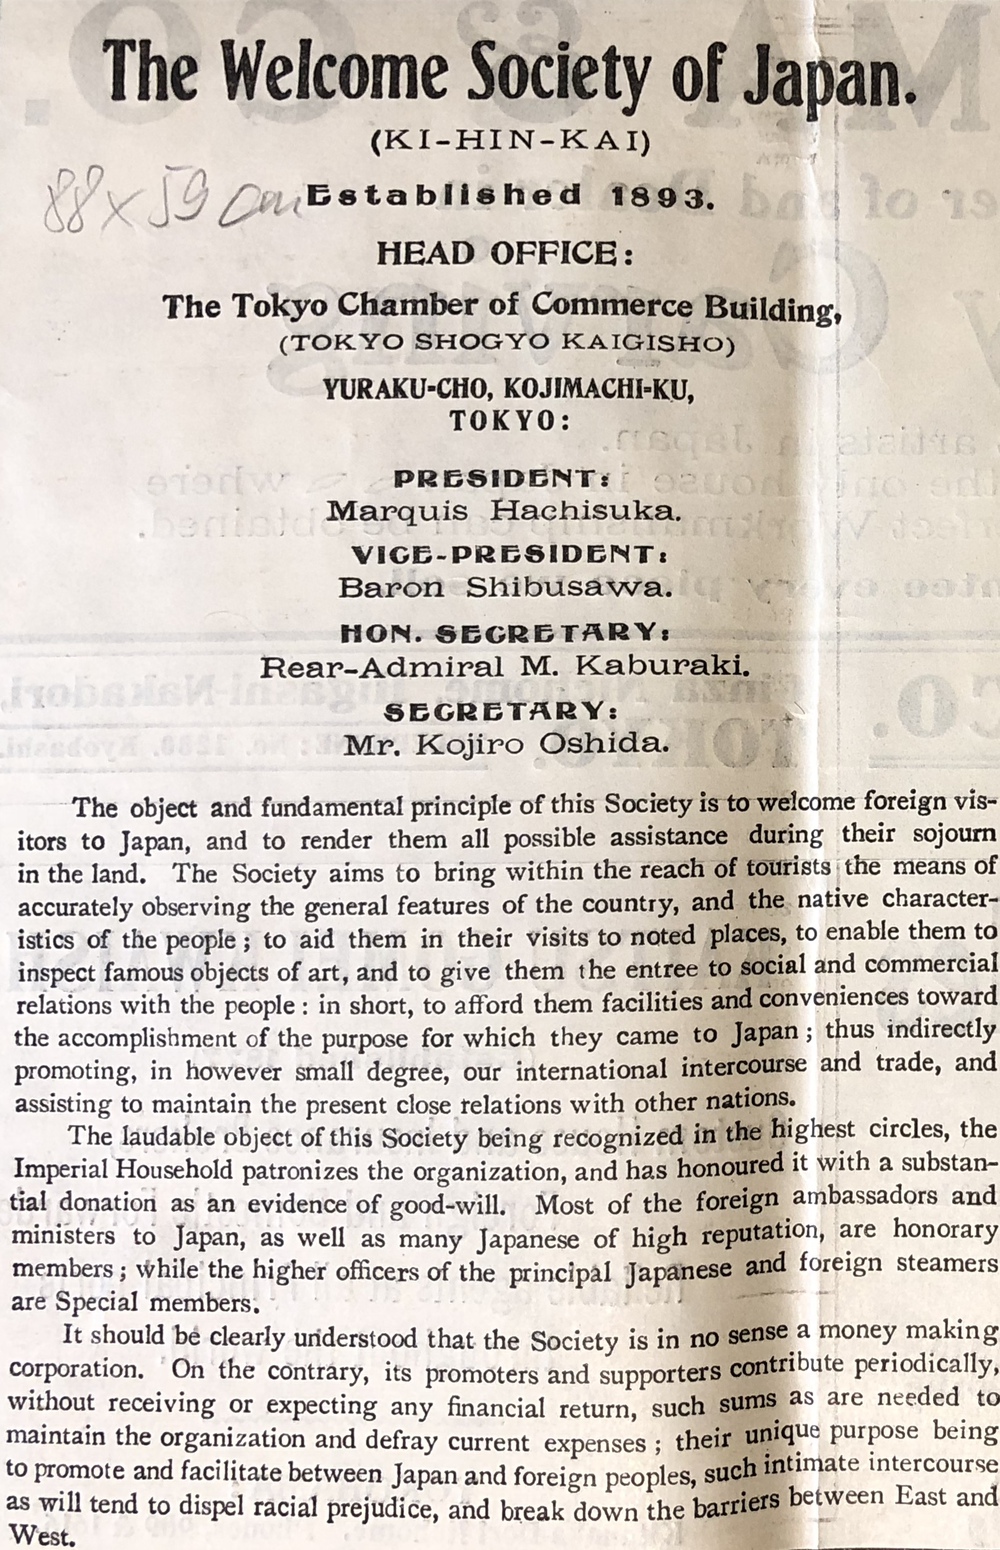 The Welcome Society of Japan.
(KI-HIN-KAI)
88 x 59 cm
Established 1893.
HEAD OFFICE:
The Tokyo Chamber of Commerce Building,
(TOKYO SHOGYO KAIGISHO)
YURAKU-CHO, KOJIMACHI-KU,
TOKYO:
PRESIDENT:
Marquis Hachisuka.
VICE-PRESIDENT:
Baron Shibusawa.
HON. SECRETARY:
Rear-Admiral M. Kaburaki.
SECRETARY:
Mr. Kojiro Oshida.
The object and fundamental principle of this Society is to welcome foreign vis-
itors to Japan, and to render them all possible assistance during their sojourn
in the land. The Society aims to bring within the reach of tourists the means of
accurately observing the general features of the country, and the native character-
istics of the people; to aid them in their visits to noted places, to enable them to
inspect famous objects of art, and to give them the entree to social and commercial
relations with the people: in short, to afford them facilities and conveniences toward
the accomplishment of the purpose for which they came to Japan; thus indirectly
promoting, in however small degree, our international intercourse and trade, and
assisting to maintain the present close relations with other nations.
The laudable object of this Society being recognized in the highest circles, the
Imperial Household patronizes the organization, and has honoured it with a substan-
tial donation as an evidence of good-will. Most of the foreign ambassadors and
ministers to Japan, as well as many Japanese of high reputation, are honorary
members; while the higher officers of the principal Japanese and foreign steamers
are Special members.
It should be clearly understood that the Society is in no sense a money making
corporation. On the contrary, its promoters and supporters contribute periodically,
without receiving or expecting any financial return, such sums as are needed to
maintain the organization and defray current expenses; their unique purpose being
to promote and facilitate between Japan and foreign peoples, such intimate intercourse
as will tend to dispel racial prejudice, and break down the barriers between East and
West.